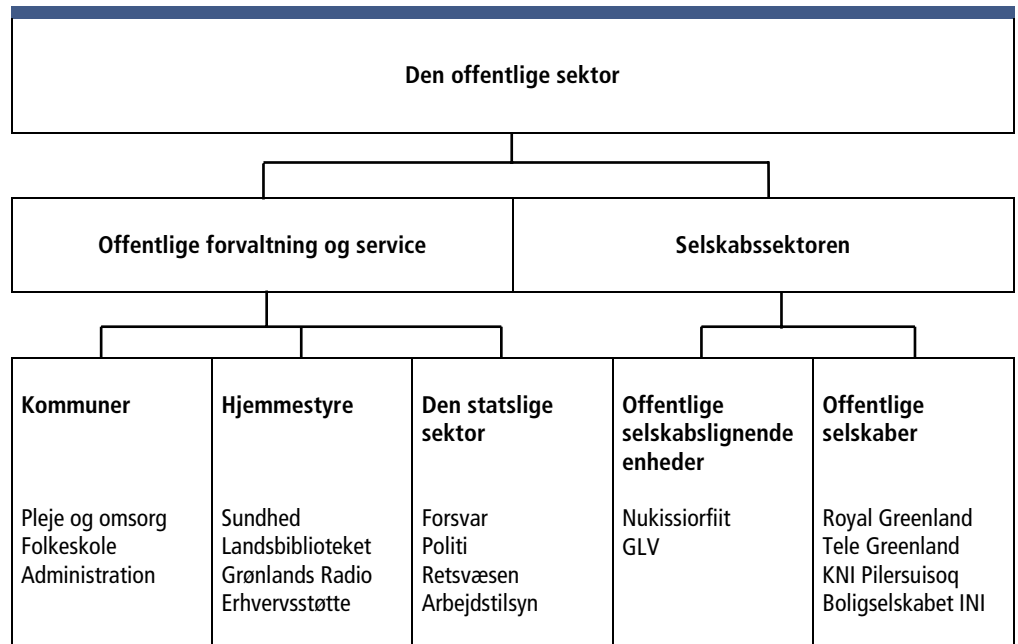 Den offentlige sektor
Offentlige forvaltning og service
Selskabssektoren
Kommuner
Pleje og omsorg
Folkeskole
Administration
Hjemmestyre
Sundhed
Landsbiblioteket
Grønlands Radio
Erhvervsstøtte
Den statslige
sektor
Forsvar
Politi
Retsvæsen
Arbejdstilsyn
Offentlige
selskabslignende
enheder
Nukissiorfiit
GLV
Offentlige
selskaber
Royal Greenland
Tele Greenland
KNI Pilersuisoq
Boligselskabet INI